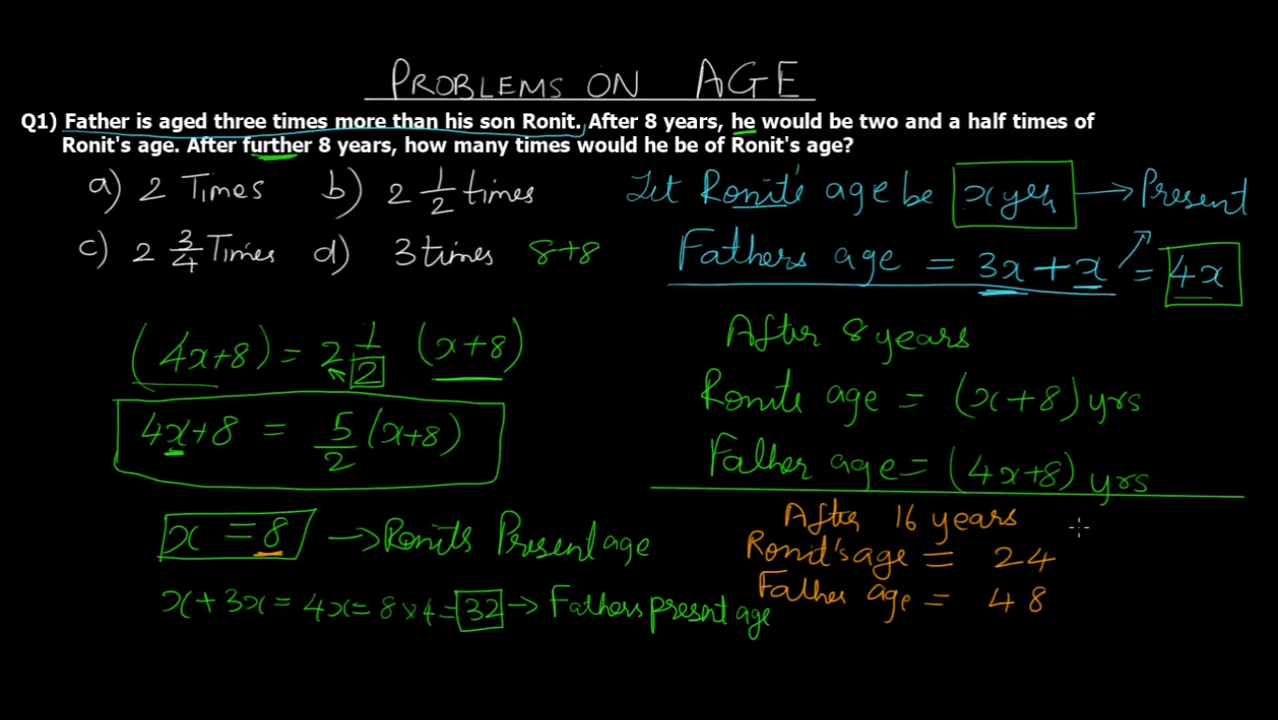 PROBLEMS ON AGE
Q1) Father is aged three times more than his son Ronit. After 8 years, he would be two and a half times of
Ronit's age. After further 8 years, how many times would he be of Ronit's age?
a) 2 Times b) 2 1/2 times
c) 2 3/4 Times d) 3 times 8+8
Let Ronit's age be x yrs → Present
Fathers age = 3x + x = 4x
(4x+8) = 2 1/2 (x+8)
4x+8 = 5/2 (x+8)
After 8 years
Ronits age = (x+8) yrs
Father age = (4x+8) yrs
x = 8 → Ronits Present age
x + 3x = 4x = 8 × 4 = 32 → Fathers present age
After 16 years
Ronit's age = 24
Father age = 48